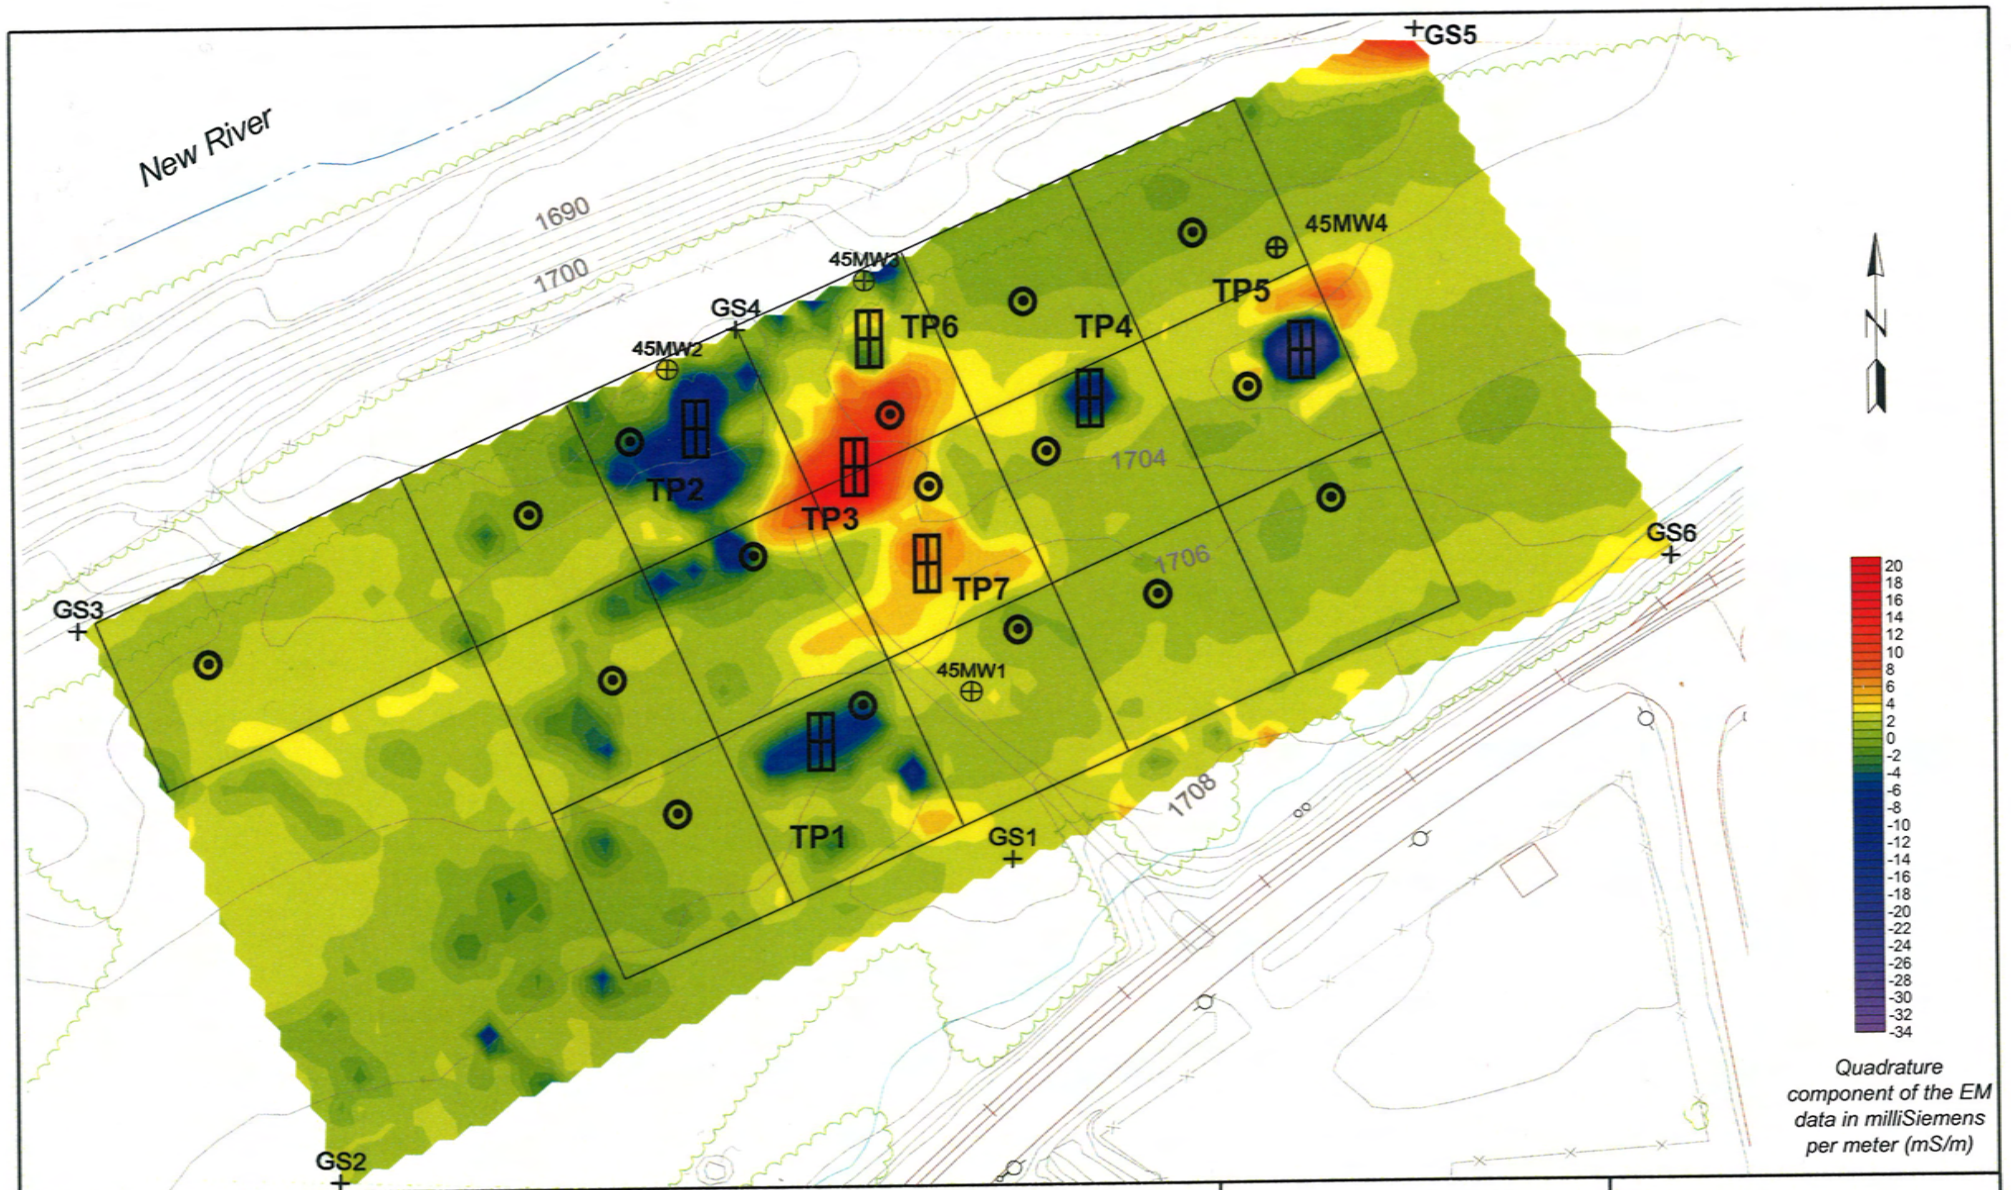 GS5
New River
1690
45MW4
1700
45MW3
TP5
GS4
TP6
TP4
45MW2
1704
TP2
TP3
GS6
1706
TP7
GS3
45MW1
1708
TP1
GS1
GS2
N
20
18
16
14
12
10
8
6
4
2
0
-2
-4
-6
-8
-10
-12
-14
-16
-18
-20
-22
-24
-26
-28
-30
-32
-34
Quadrature
component of the EM
data in milliSiemens
per meter (mS/m)